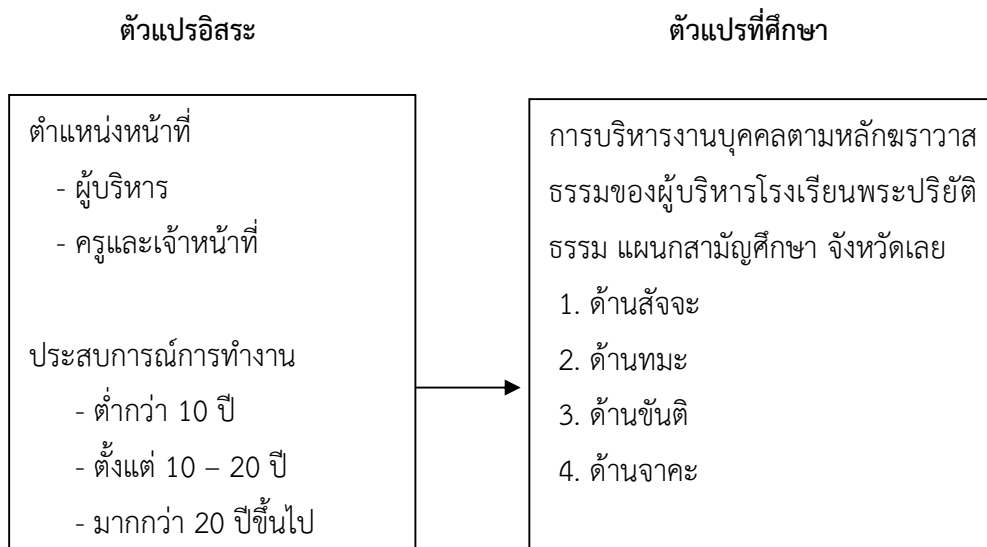 ตัวแปรอิสระ
ตัวแปรที่ศึกษา
ตำแหน่งหน้าที่
- ผู้บริหาร
- ครูและเจ้าหน้าที่
ประสบการณ์การทำงาน
- ต่ำกว่า 10 ปี
- ตั้งแต่ 10 – 20 ปี
- มากกว่า 20 ปีขึ้นไป
การบริหารงานบุคคลตามหลักฆราวาส
ธรรมของผู้บริหารโรงเรียนพระปริยัติ
ธรรม แผนกสามัญศึกษา จังหวัดเลย
1. ด้านสัจจะ
2. ด้านทมะ
3. ด้านขันติ
4. ด้านจาคะ